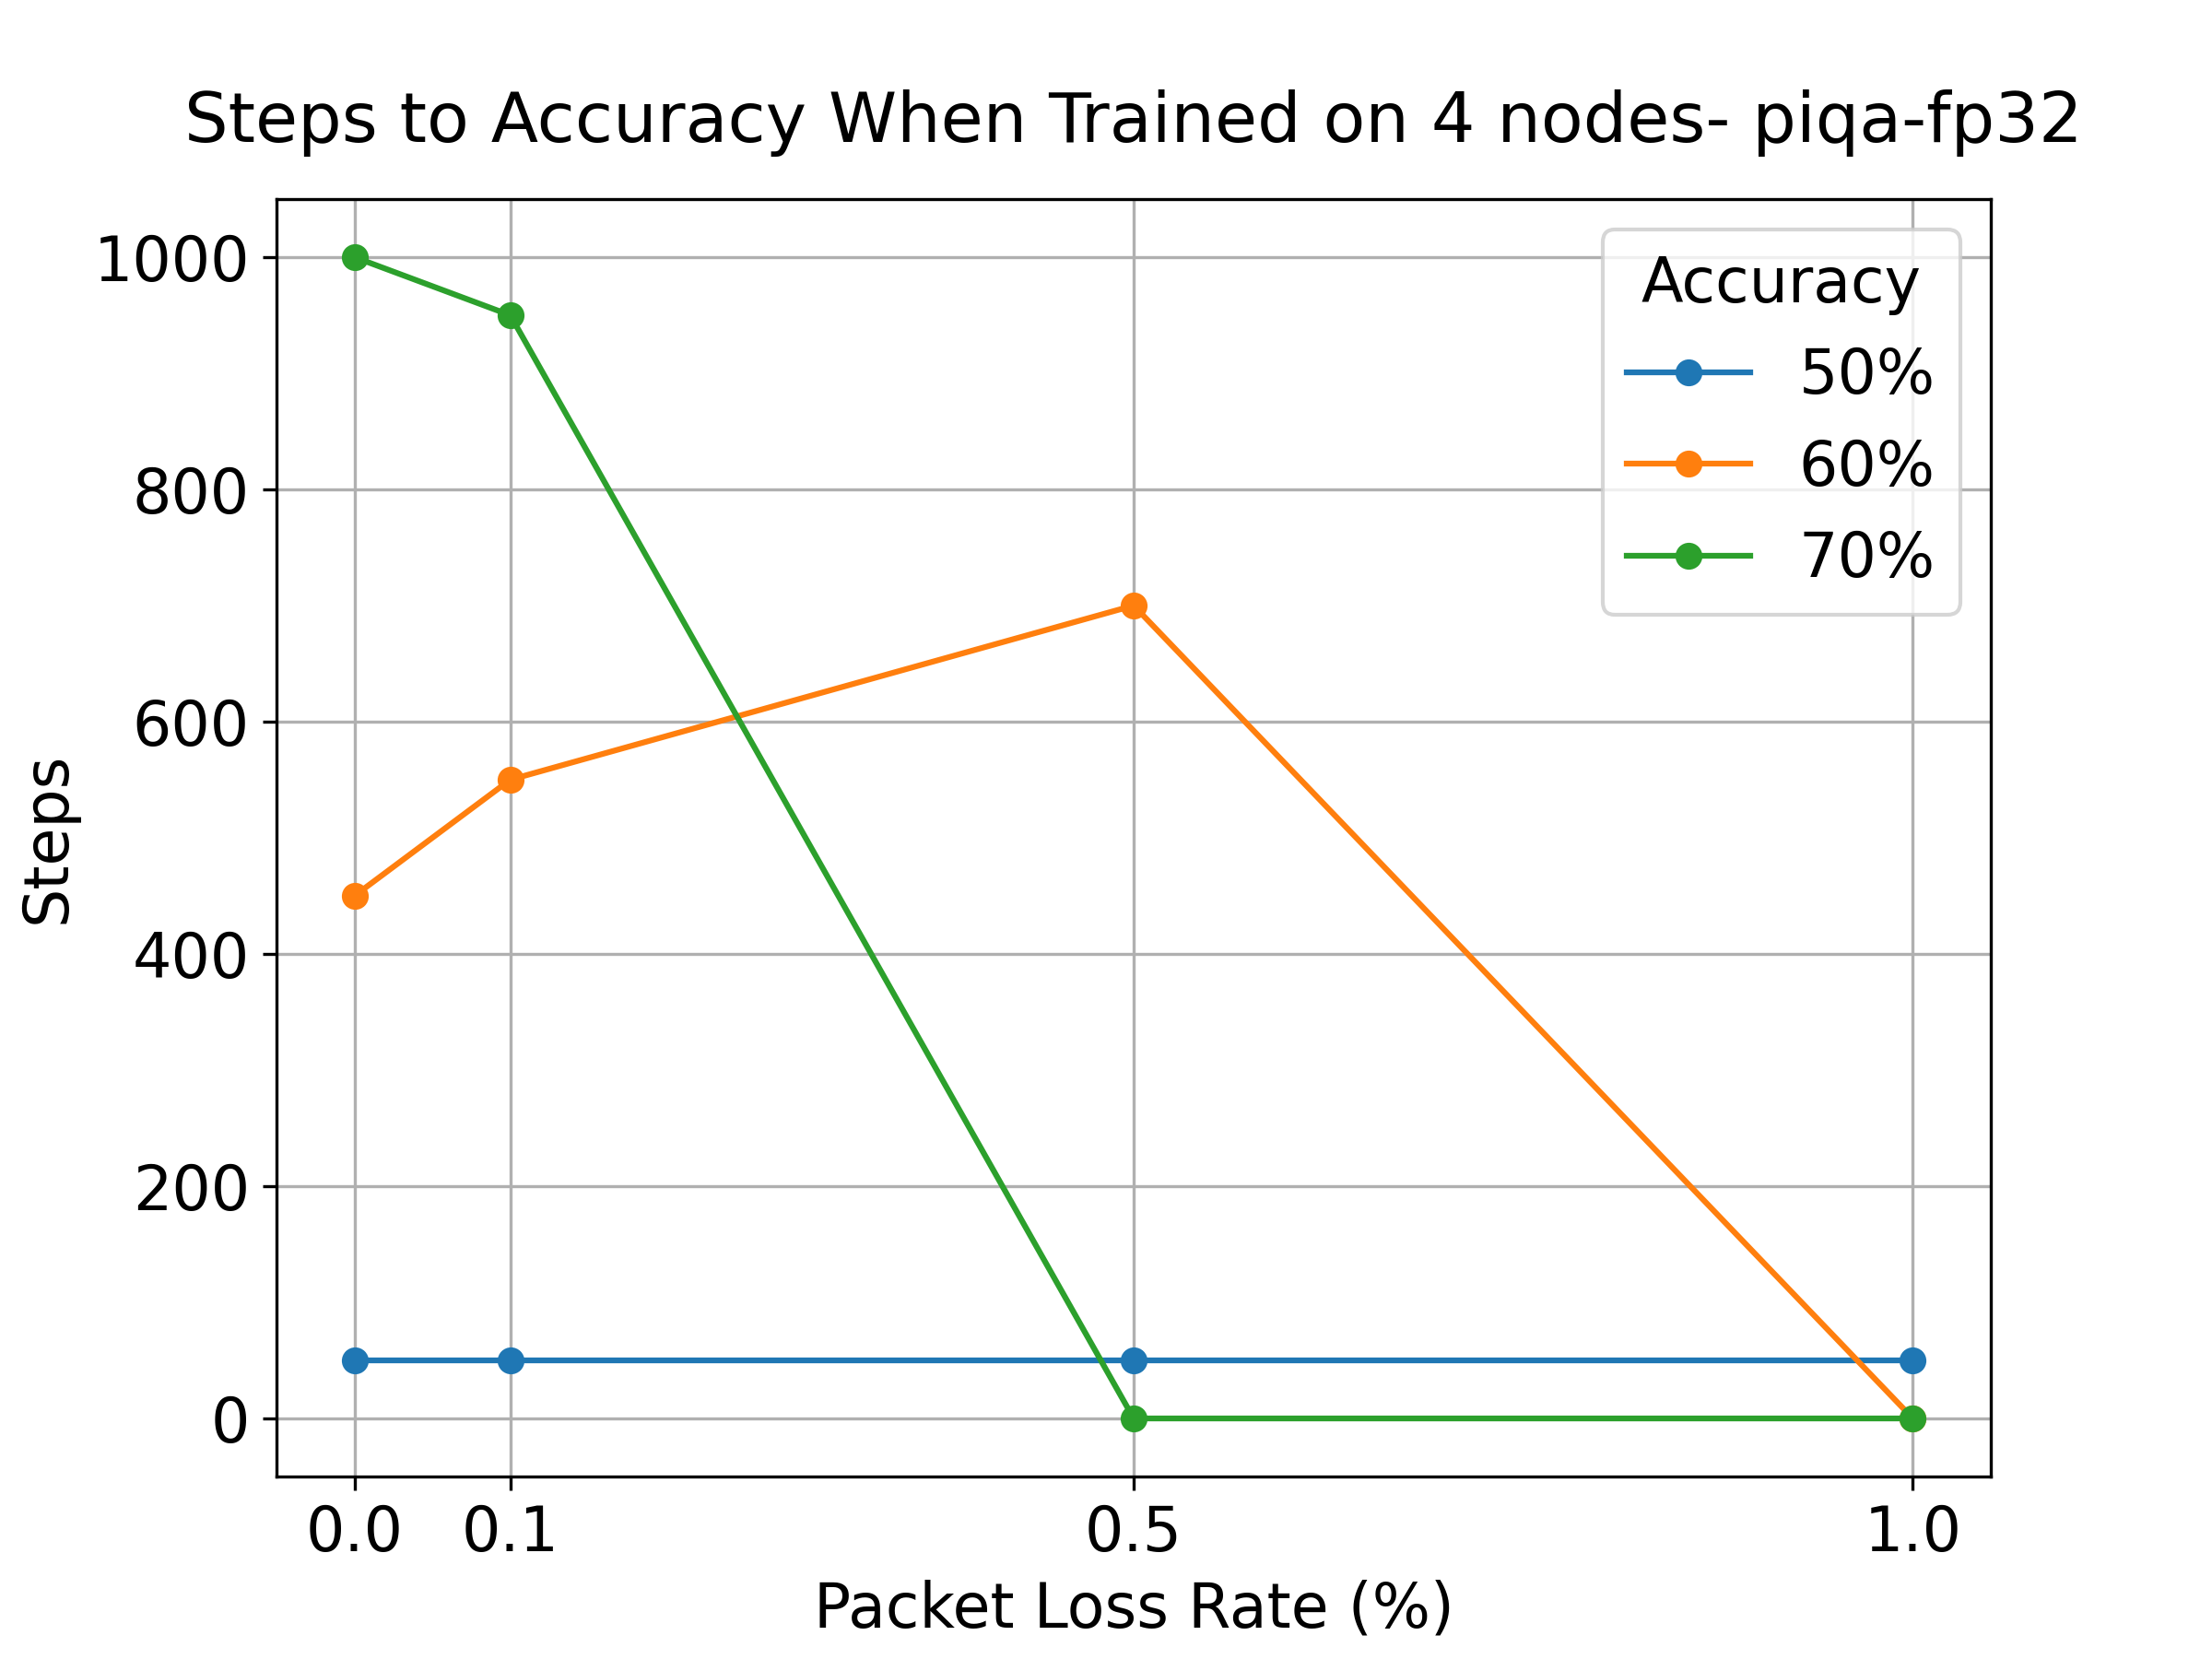 Steps to Accuracy When Trained on 4 nodes- piqa-fp32
1000
800
600
400
200
0
Steps
Accuracy
50%
60%
70%
0.0 0.1 0.5 1.0
Packet Loss Rate (%)